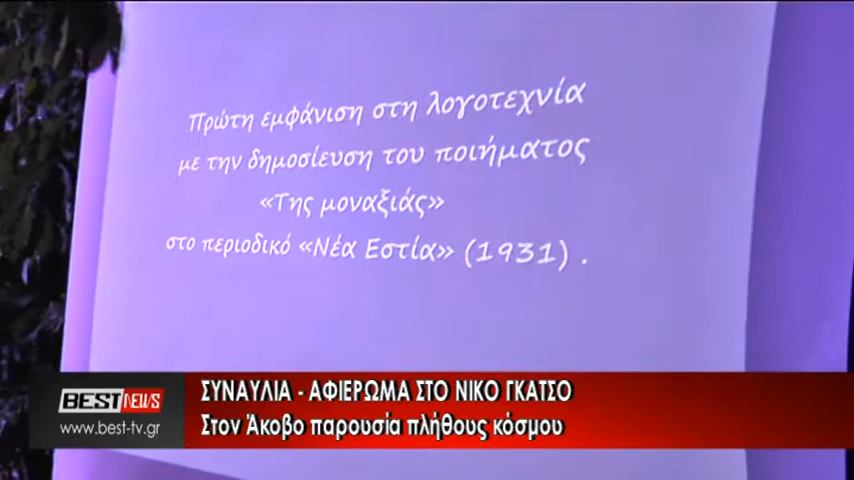 Πρώτη εμφάνιση στη λογοτεχνία
με την δημοσίευση του ποιήματος
«Της μοναξιάς»
στο περιοδικό «Νέα Εστία» (1931) .
BEST NEWS
www.best-tv.gr
ΣΥΝΑΥΛΙΑ - ΑΦΙΕΡΩΜΑ ΣΤΟ ΝΙΚΟ ΓΚΑΤΣΟ
Στον Άκοβο παρουσία πλήθους κόσμου